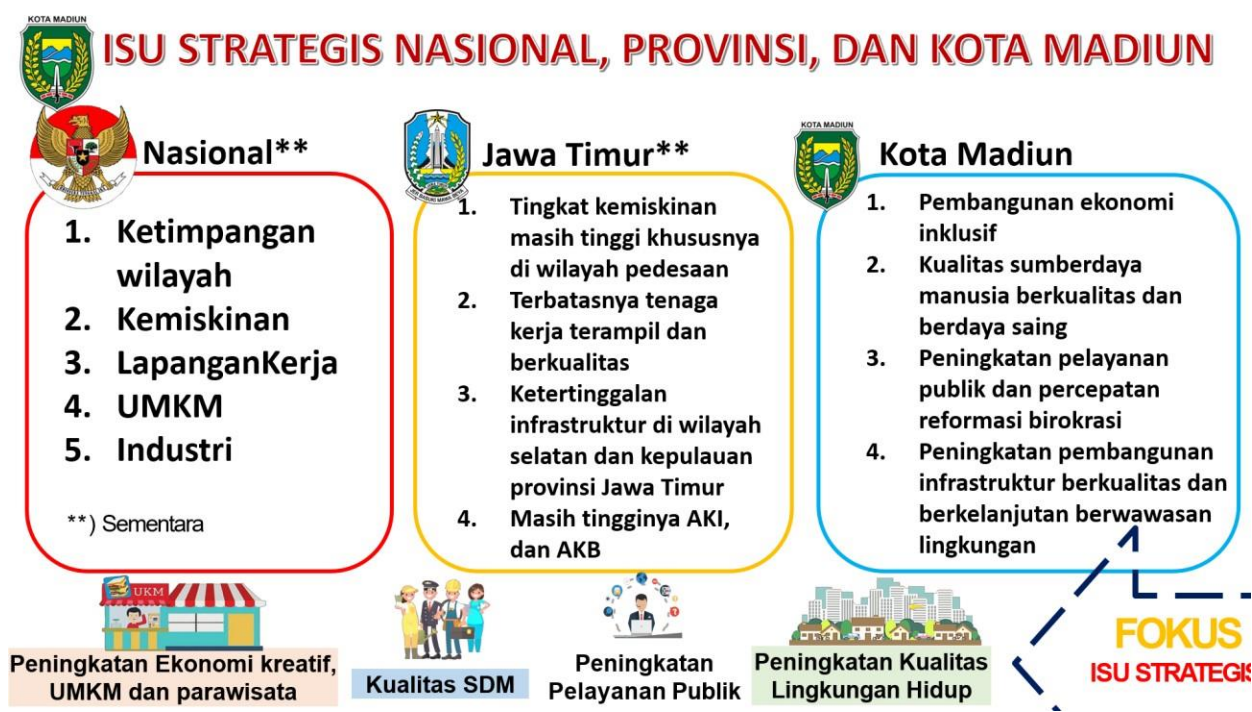 KOTA MADIUN
ISU STRATEGIS NASIONAL, PROVINSI, DAN KOTA MADIUN
Nasional**
1. Ketimpangan
wilayah
2. Kemiskinan
3. LapanganKerja
4. UMKM
5. Industri
**) Sementara
Jawa Timur**
1. Tingkat kemiskinan
masih tinggi khususnya
di wilayah pedesaan
2. Terbatasnya tenaga
kerja terampil dan
berkualitas
3. Ketertinggalan
infrastruktur di wilayah
selatan dan kepulauan
provinsi Jawa Timur
4. Masih tingginya AKI,
dan AKB
KOTA MADIUN
Kota Madiun
1. Pembangunan ekonomi
inklusif
2. Kualitas sumberdaya
manusia berkualitas dan
berdaya saing
3. Peningkatan pelayanan
publik dan percepatan
reformasi birokrasi
4. Peningkatan pembangunan
infrastruktur berkualitas dan
berkelanjutan berwawasan
lingkungan
UKM
Peningkatan Ekonomi kreatif,
UMKM dan parawisata
Kualitas SDM
Peningkatan
Pelayanan Publik
Peningkatan Kualitas
Lingkungan Hidup
FOKUS
ISU STRATEGIS